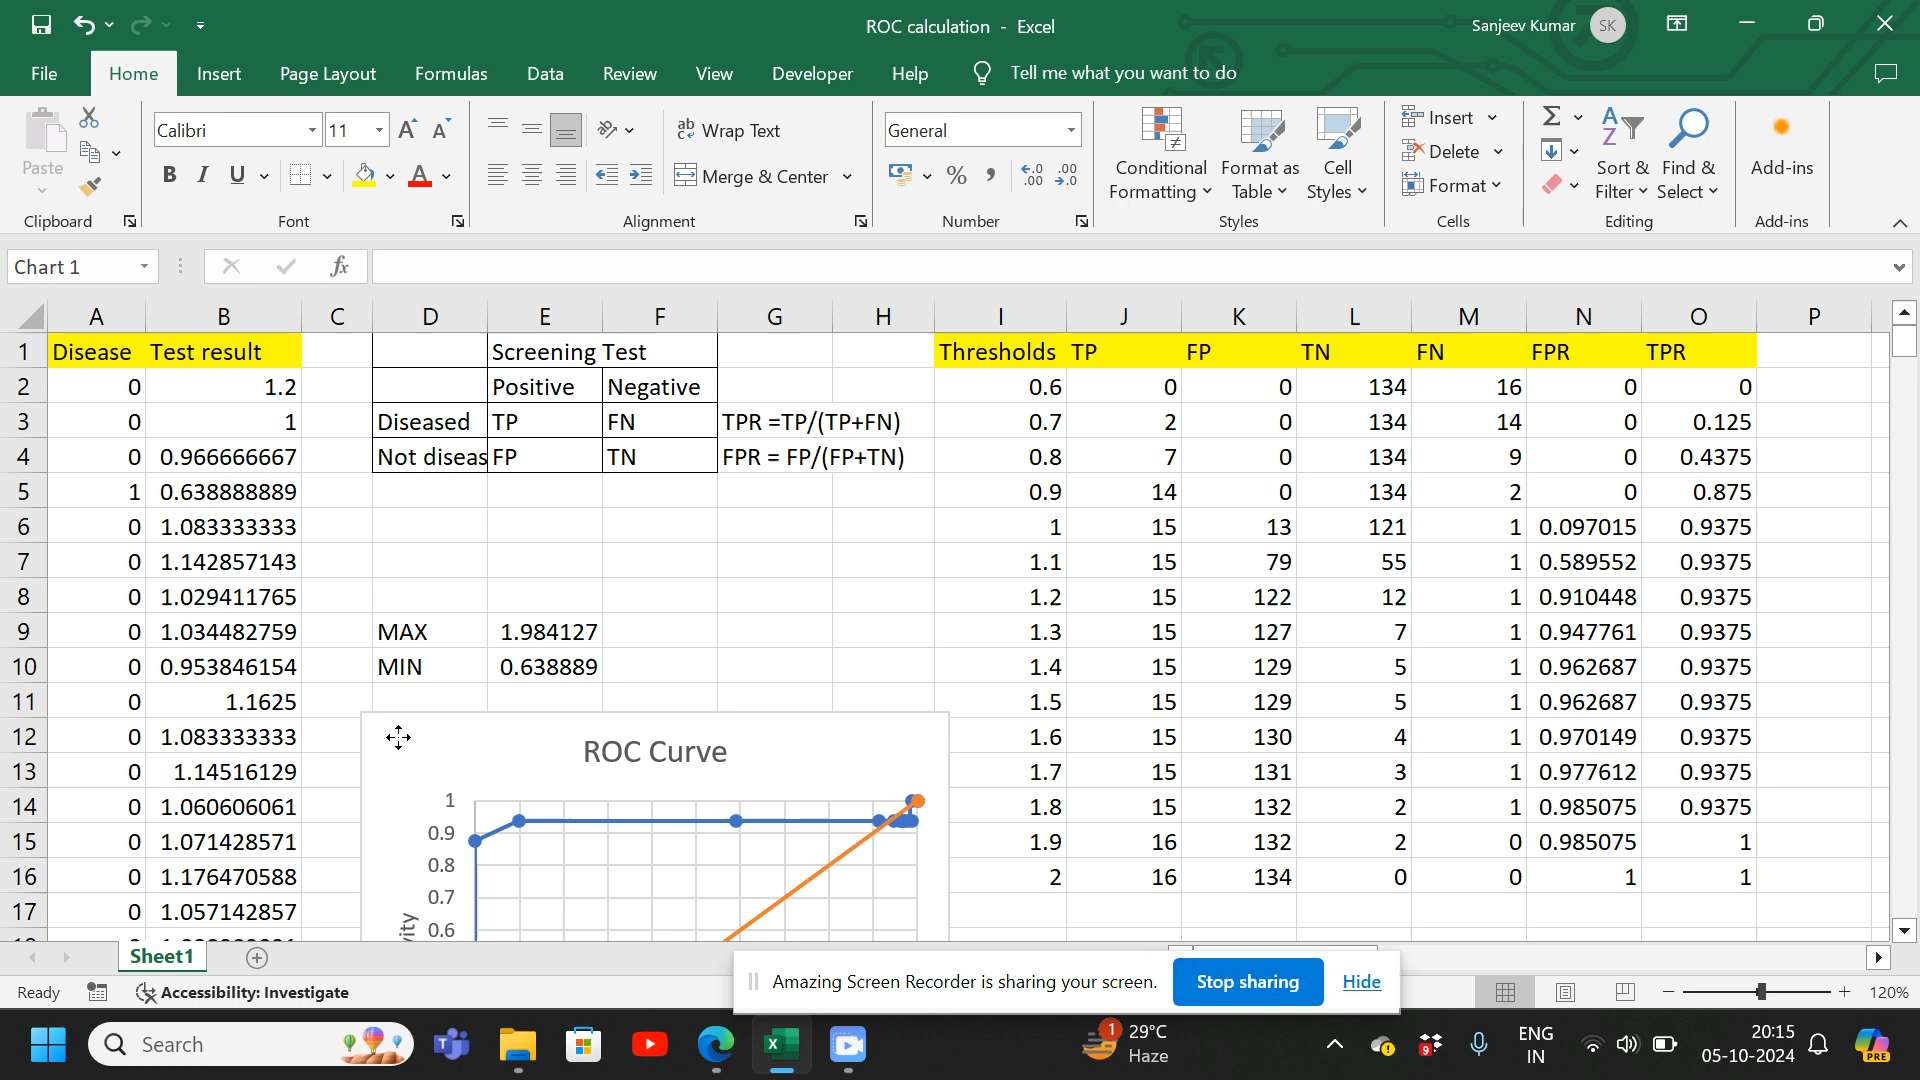 ROC calculation - Excel
Sanjeev Kumar SK
File Home Insert Page Layout Formulas Data Review View Developer Help Tell me what you want to do
Paste
Clipboard
Calibri 11
B I U A
Font
ab Wrap Text
Merge & Center
Alignment
General
% , .00 .0
Number
Conditional Formatting
Format as Table
Cell Styles
Styles
Insert
Delete
Format
Cells
Sort & Filter
Find & Select
Editing
Add-ins
Add-ins
Chart 1 fx
A B C D E F G H I J K L M N O P
1 Disease Test result Screening Test Thresholds TP FP TN FN FPR TPR
2 0 1.2 Positive Negative 0.6 0 0 134 16 0 0
3 0 1 Diseased TP FN TPR =TP/(TP+FN) 0.7 2 0 134 14 0 0.125
4 0 0.966666667 Not diseas FP TN FPR = FP/(FP+TN) 0.8 7 0 134 9 0 0.4375
5 1 0.638888889 0.9 14 0 134 2 0 0.875
6 0 1.083333333 1 15 13 121 1 0.097015 0.9375
7 0 1.142857143 1.1 15 79 55 1 0.589552 0.9375
8 0 1.029411765 1.2 15 122 12 1 0.910448 0.9375
9 0 1.034482759 MAX 1.984127 1.3 15 127 7 1 0.947761 0.9375
10 0 0.953846154 MIN 0.638889 1.4 15 129 5 1 0.962687 0.9375
11 0 1.1625 1.5 15 129 5 1 0.962687 0.9375
12 0 1.083333333 1.6 15 130 4 1 0.970149 0.9375
13 0 1.14516129 1.7 15 131 3 1 0.977612 0.9375
14 0 1.060606061 1.8 15 132 2 1 0.985075 0.9375
15 0 1.071428571 1.9 16 132 2 0 0.985075 1
16 0 1.176470588 2 16 134 0 0 1 1
17 0 1.057142857
ROC Curve
1
0.9
0.8
0.7
0.6
Sheet1
Amazing Screen Recorder is sharing your screen. Stop sharing Hide
Ready Accessibility: Investigate 120%
Search
1 29°C
Haze
9
ENG
IN
20:15
05-10-2024
PRE